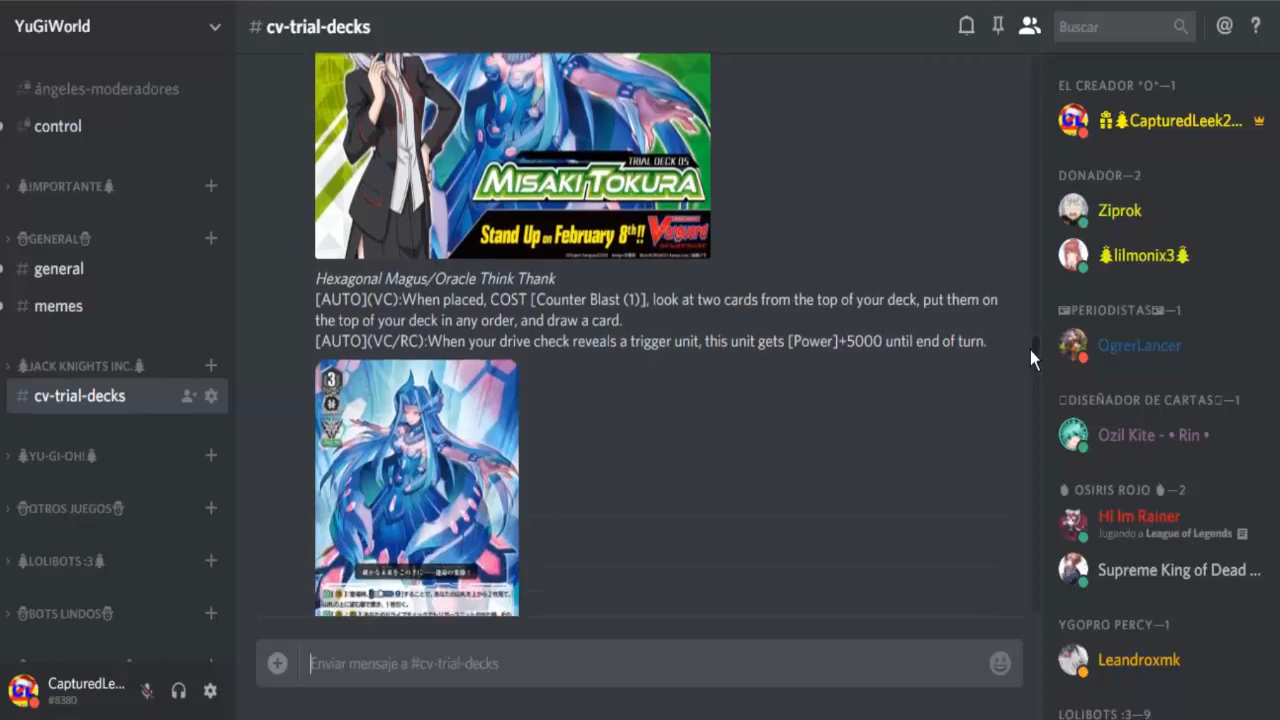 YuGiWorld
ángeles-moderadores
control
IMPORTANTE
GENERAL
general
memes
JACK KNIGHTS INC.
# cv-trial-decks
YU-GI-OH!
OTROS JUEGOS
LOLIBOTS :3
BOTS LINDOS
CapturedLe...
#8380
# cv-trial-decks
Buscar
TRIAL DECK 05
MISAKI TOKURA
Stand Up on February 8th!!
Vanguard
Hexagonal Magus/Oracle Think Thank
[AUTO](VC):When placed, COST [Counter Blast (1)], look at two cards from the top of your deck, put them on
the top of your deck in any order, and draw a card.
[AUTO](VC/RC):When your drive check reveals a trigger unit, this unit gets [Power]+5000 until end of turn.
3
Enviar mensaje a #cv-trial-decks
EL CREADOR *O*—1
CapturedLeek2...
DONADOR—2
Ziprok
lilmonix3
PERIODISTAS—1
OgrerLancer
DISEÑADOR DE CARTAS—1
Ozil Kite - • Rin •
OSIRIS ROJO—2
Hi Im Rainer
Jugando a League of Legends
Supreme King of Dead ...
YGOPRO PERCY—1
Leandroxmk
LOLIBOTS :3—9